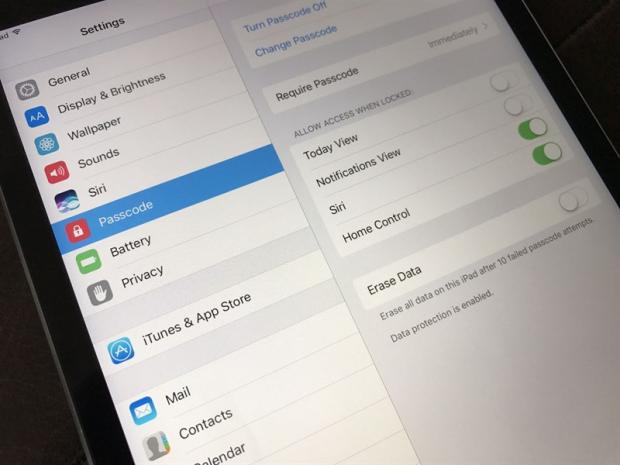 ad
Settings
General
Display & Brightness
Wallpaper
Sounds
Siri
Passcode
Battery
Privacy
iTunes & App Store
Mail
Contacts
Calendar
Turn Passcode Off
Change Passcode
Require Passcode
Immediately
ALLOW ACCESS WHEN LOCKED:
Today View
Notifications View
Siri
Home Control
Erase Data
Erase all data on this iPad after 10 failed passcode attempts.
Data protection is enabled.